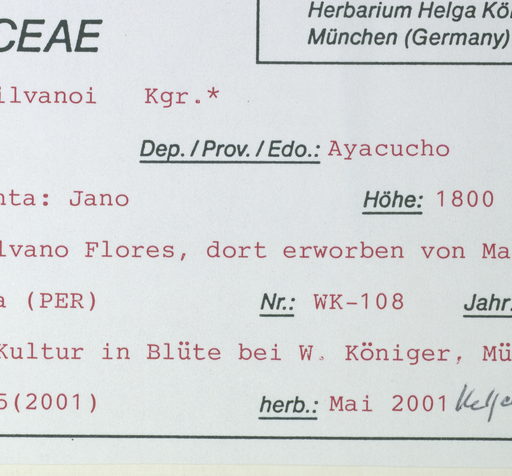 Herbarium Helga Kö
CEAE
München (Germany)
ilvanoi Kgr.*
Dep. / Prov. / Edo.: Ayacucho
nta: Jano Höhe: 1800
lvano Flores, dort erworben von Ma
a (PER) Nr.: WK-108 Jahr:
Kultur in Blüte bei W. Königer, Mü
5(2001) herb.: Mai 2001